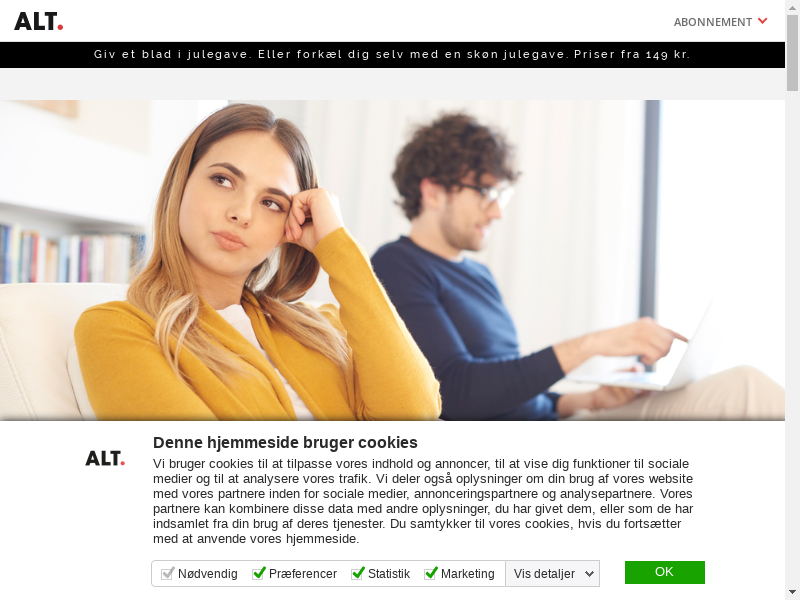 ALT.
ABONNEMENT
Giv et blad i julegave. Eller forkæl dig selv med en skøn julegave. Priser fra 149 kr.
ALT.
Denne hjemmeside bruger cookies
Vi bruger cookies til at tilpasse vores indhold og annoncer, til at vise dig funktioner til sociale
medier og til at analysere vores trafik. Vi deler også oplysninger om din brug af vores website
med vores partnere inden for sociale medier, annonceringspartnere og analysepartnere. Vores
partnere kan kombinere disse data med andre oplysninger, du har givet dem, eller som de har
indsamlet fra din brug af deres tjenester. Du samtykker til vores cookies, hvis du fortsætter
med at anvende vores hjemmeside.
Nødvendig Præferencer Statistik Marketing Vis detaljer OK